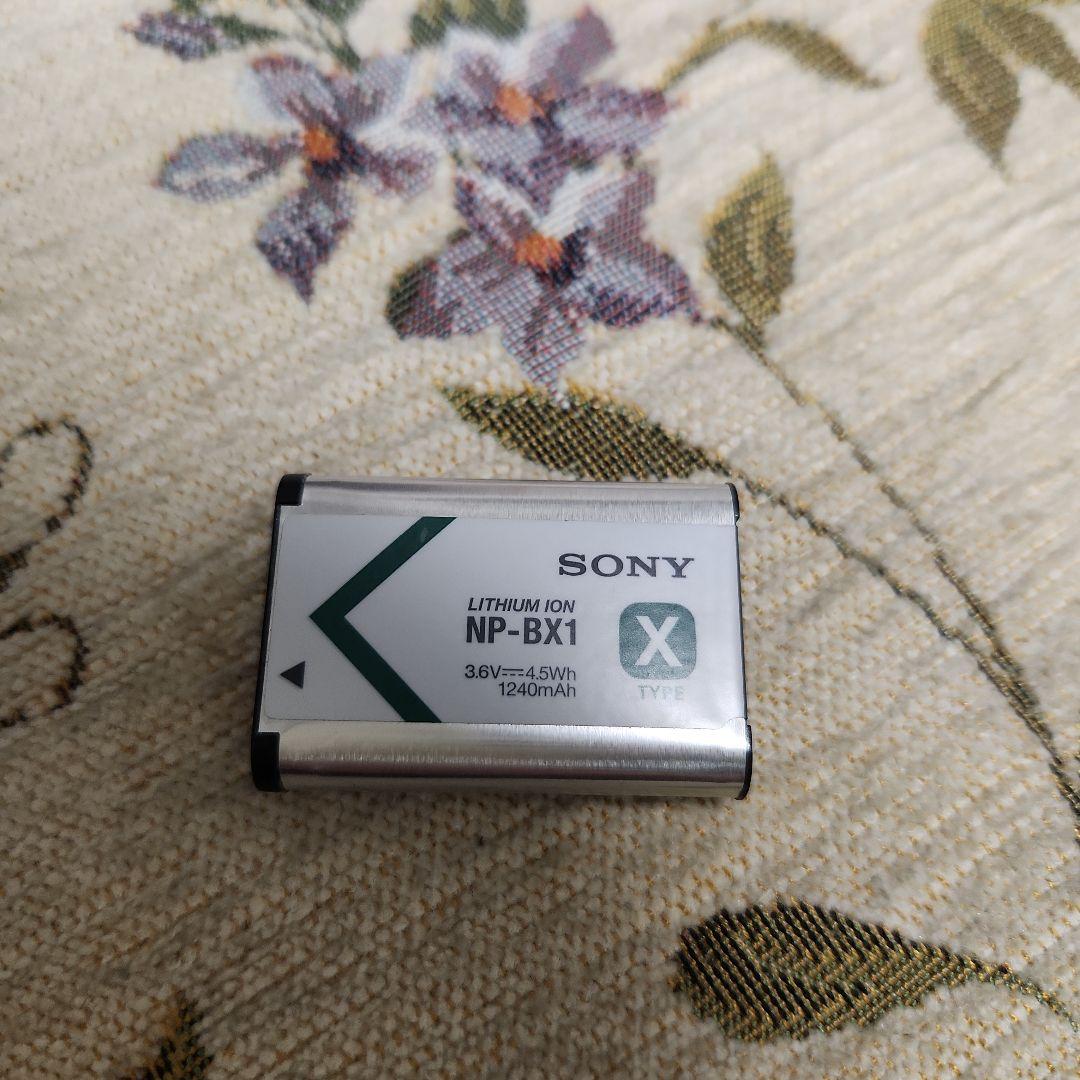 SONY
LITHIUM ION
NP-BX1
3.6V⎓4.5Wh
1240mAh
X
TYPE